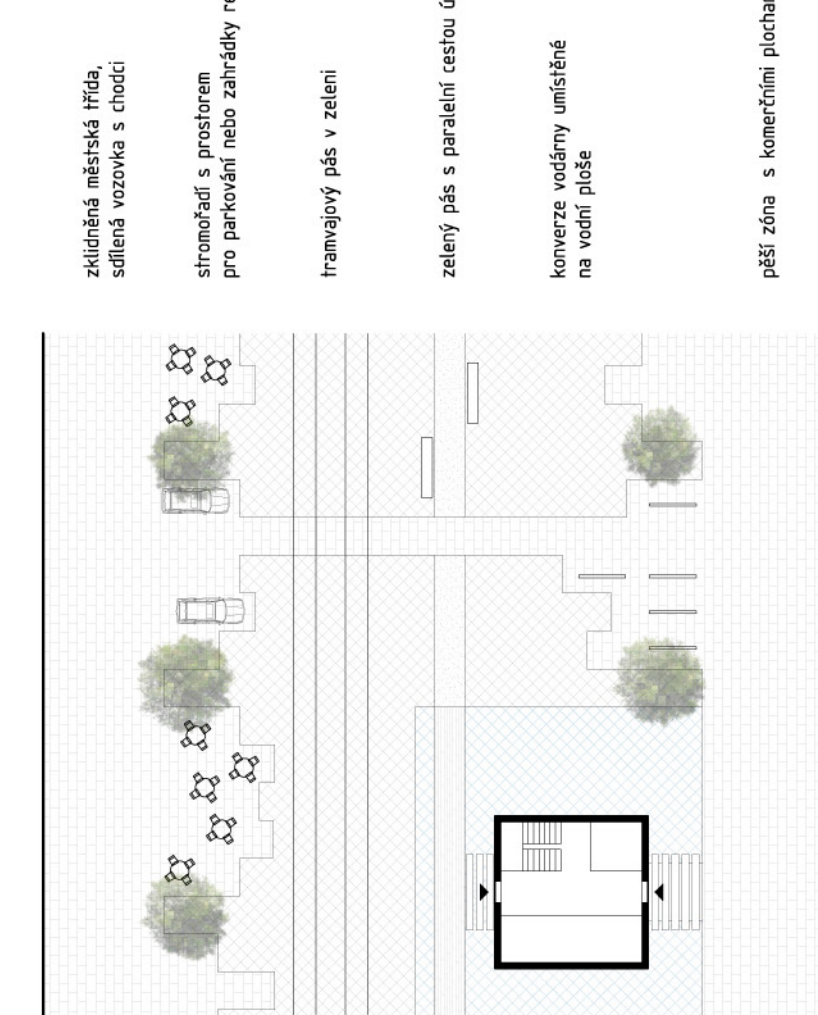 zklidněná městská třída,
sdílená vozovka s chodci
stromořadí s prostorem
pro parkování nebo zahrádky
tramvajový pás v zeleni
zelený pás s paralelní cestou
konverze vodárny umístěné
na vodní ploše
pěší zóna s komerčními